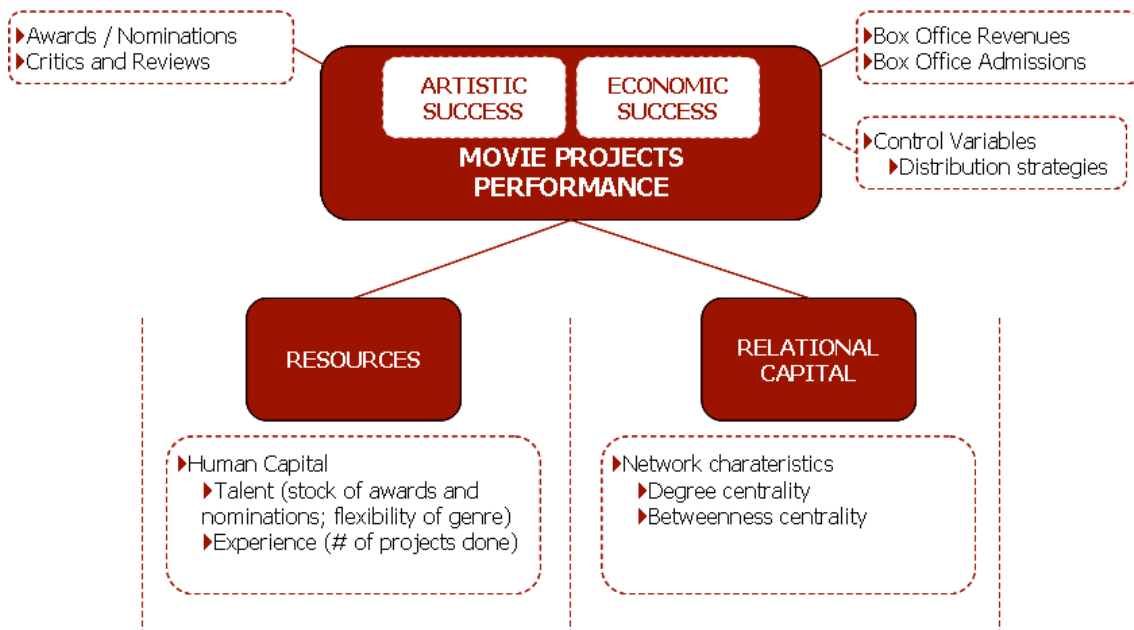 Awards / Nominations
Critics and Reviews
ARTISTIC
SUCCESS
ECONOMIC
SUCCESS
MOVIE PROJECTS
PERFORMANCE
Box Office Revenues
Box Office Admissions
Control Variables
Distribution strategies
RESOURCES
RELATIONAL
CAPITAL
Human Capital
Talent (stock of awards and
nominations; flexibility of genre)
Experience (# of projects done)
Network charateristics
Degree centrality
Betweenness centrality